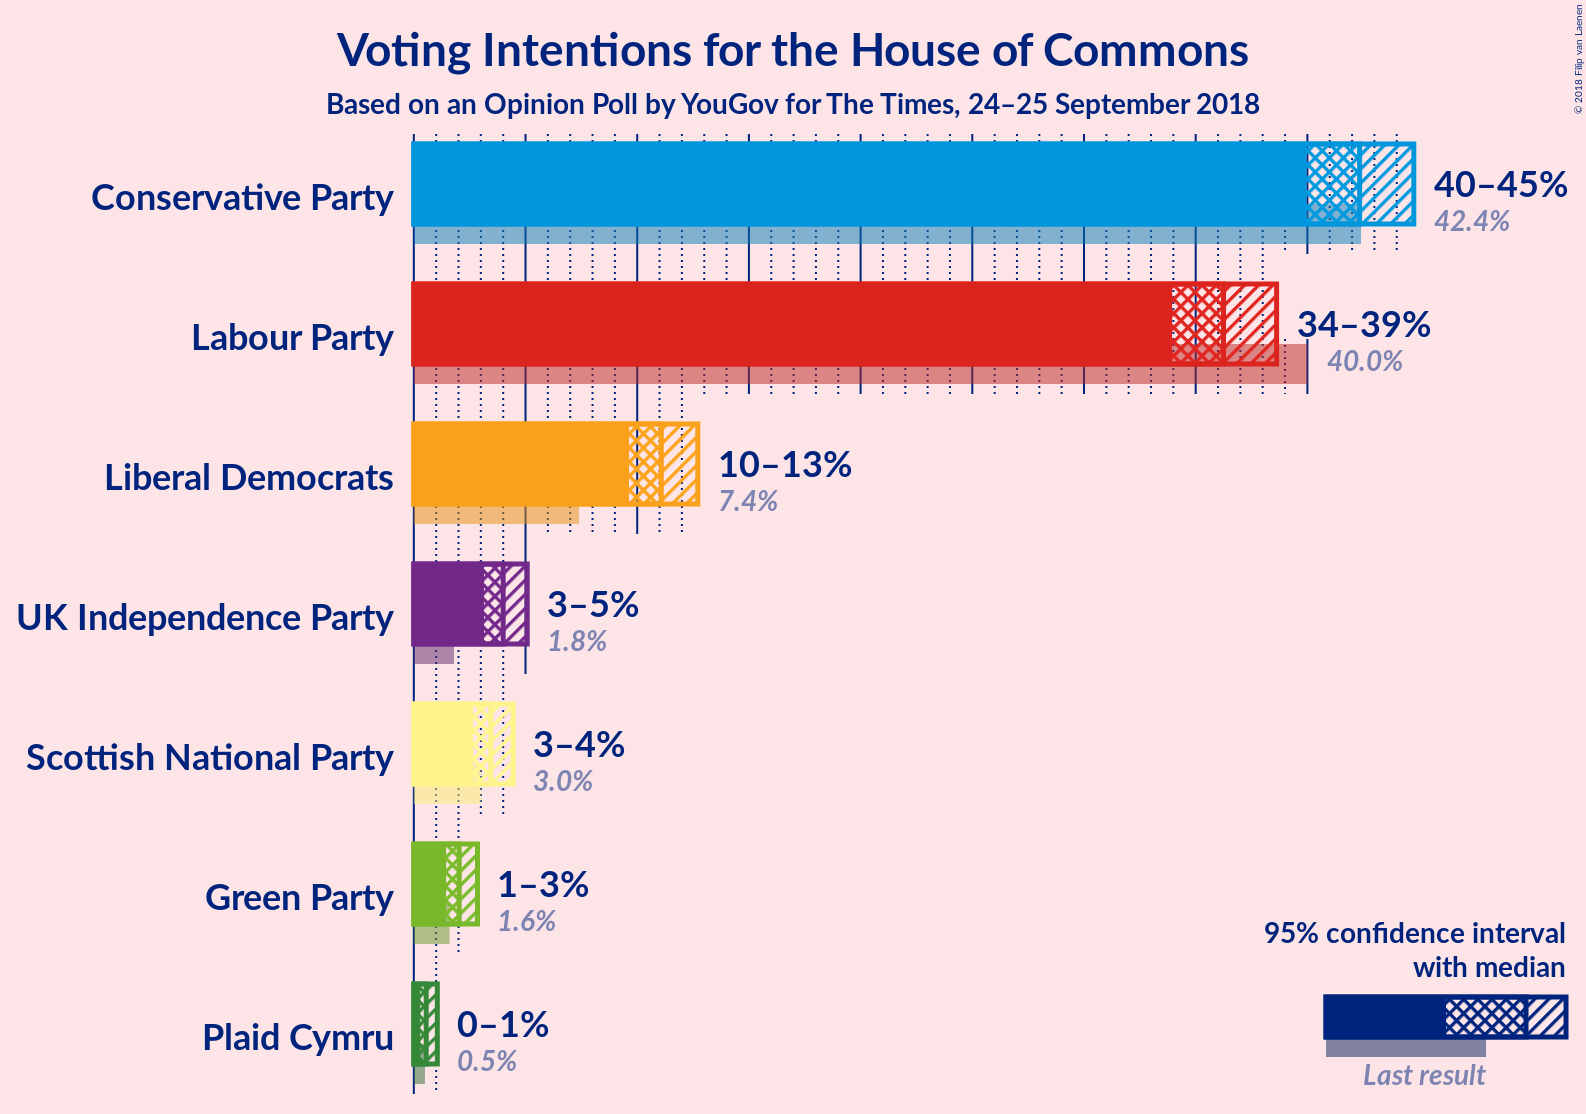 Voting Intentions for the House of Commons
Based on an Opinion Poll by YouGov for The Times, 24–25 September 2018
© 2018 Filip van Laenen
Conservative Party
40–45%
42.4%
Labour Party
34–39%
40.0%
Liberal Democrats
10–13%
7.4%
UK Independence Party
3–5%
1.8%
Scottish National Party
3–4%
3.0%
Green Party
1–3%
1.6%
Plaid Cymru
0–1%
0.5%
95% confidence interval
with median
Last result